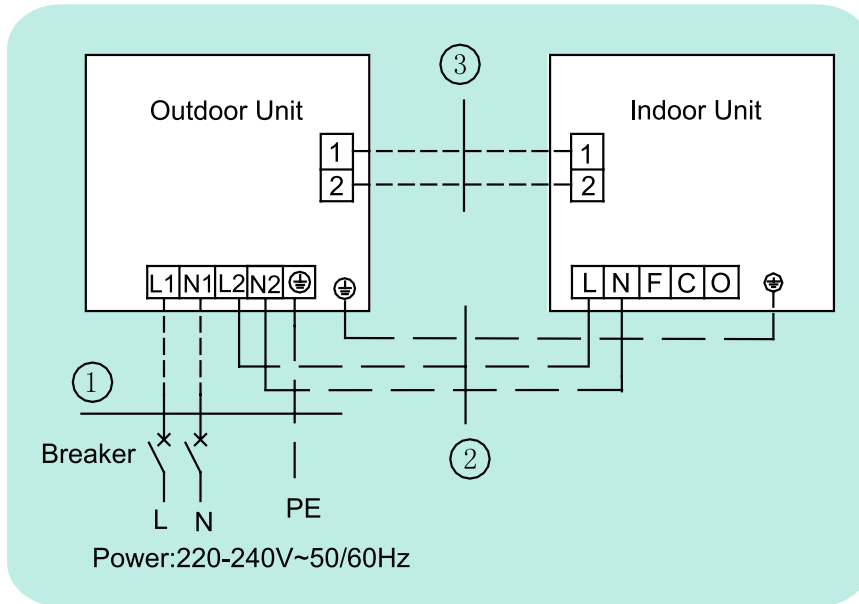 ③
Outdoor Unit
Indoor Unit
1
2
1
2
L1 N1 L2 N2
L N F C O
①
Breaker
②
L N PE
Power:220-240V~50/60Hz